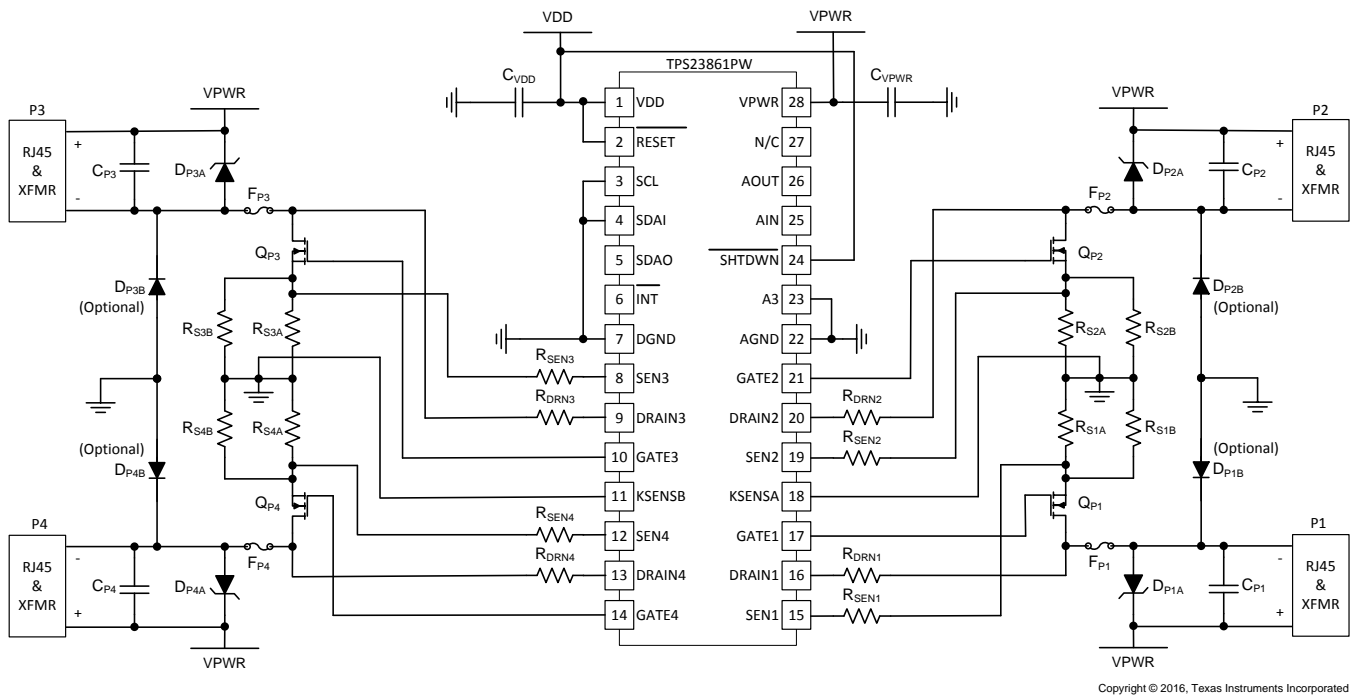 VDD
VPWR
TPS23861PW
CVDD
CVPWR
1 VDD
2 RESET
3 SCL
4 SDAI
5 SDAO
6 INT
7 DGND
8 SEN3
9 DRAIN3
10 GATE3
11 KSENSB
12 SEN4
13 DRAIN4
14 GATE4
VPWR 28
N/C 27
AOUT 26
AIN 25
SHTDWN 24
A3 23
AGND 22
GATE2 21
DRAIN2 20
SEN2 19
KSENSA 18
GATE1 17
DRAIN1 16
SEN1 15
P3
RJ45
&
XFMR
+
-
VPWR
CP3
DP3A
FP3
QP3
DP3B
(Optional)
RS3B
RS3A
RSEN3
RDRN3
RS4B
RS4A
(Optional)
DP4B
QP4
RSEN4
RDRN4
P4
RJ45
&
XFMR
-
+
CP4
DP4A
FP4
VPWR
VPWR
P2
RJ45
&
XFMR
+
-
DP2A
CP2
FP2
QP2
DP2B
(Optional)
RS2A
RS2B
RDRN2
RSEN2
RS1A
RS1B
(Optional)
DP1B
QP1
RDRN1
RSEN1
FP1
P1
RJ45
&
XFMR
-
+
DP1A
CP1
VPWR
Copyright © 2016, Texas Instruments Incorporated